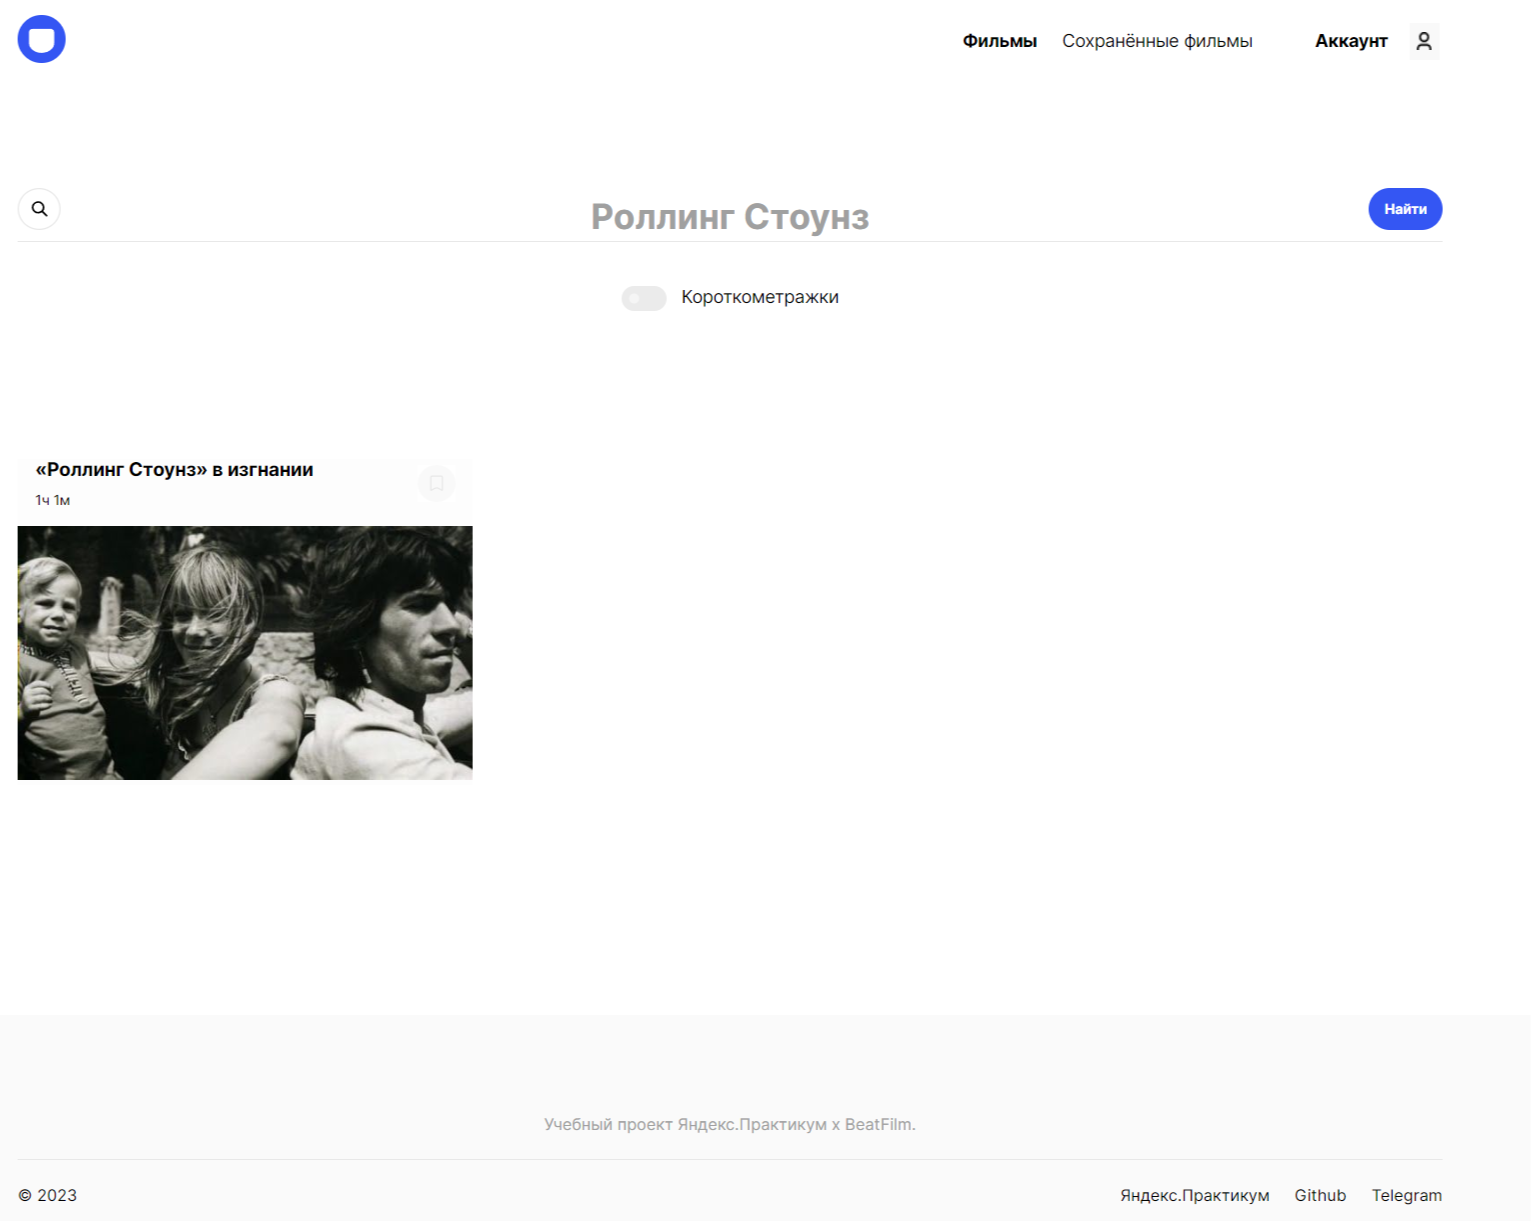 Фильмы Сохранённые фильмы Аккаунт
Роллинг Стоунз Найти
Короткометражки
«Роллинг Стоунз» в изгнании
1ч 1м
Учебный проект Яндекс.Практикум x BeatFilm.
© 2023 Яндекс.Практикум Github Telegram